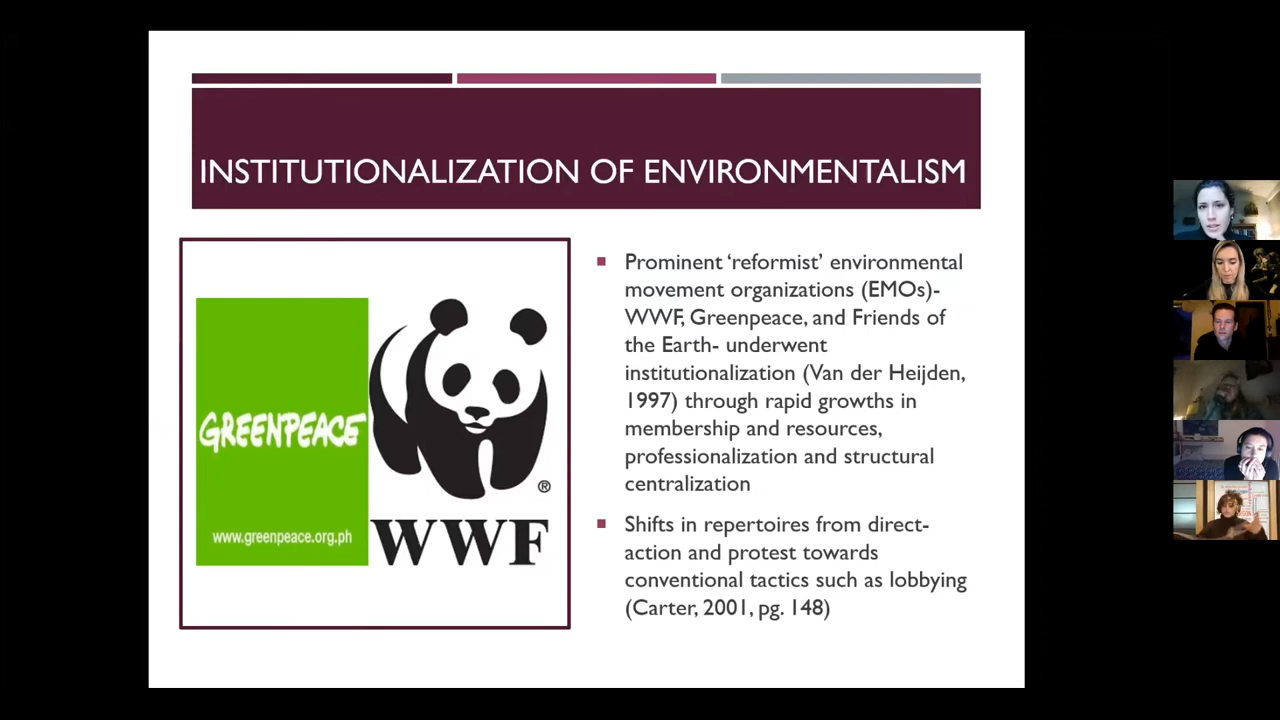 INSTITUTIONALIZATION OF ENVIRONMENTALISM
GREENPEACE
www.greenpeace.org.ph
®
WWF
Prominent ‘reformist’ environmental
movement organizations (EMOs)-
WWF, Greenpeace, and Friends of
the Earth- underwent
institutionalization (Van der Heijden,
1997) through rapid growths in
membership and resources,
professionalization and structural
centralization
Shifts in repertoires from direct-
action and protest towards
conventional tactics such as lobbying
(Carter, 2001, pg. 148)